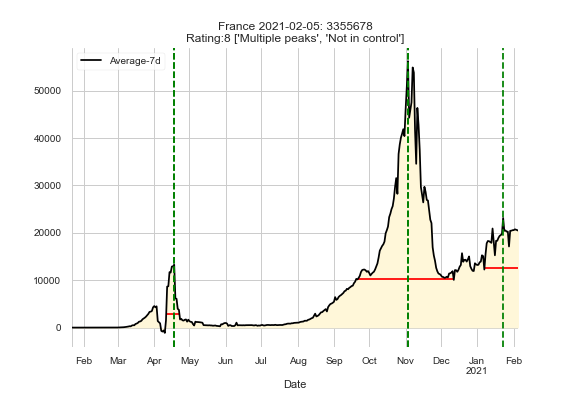 France 2021-02-05: 3355678
Rating:8 ['Multiple peaks', 'Not in control']
Average-7d
50000
40000
30000
20000
10000
0
Feb Mar Apr May Jun Jul Aug Sep Oct Nov Dec Jan Feb
2021
Date